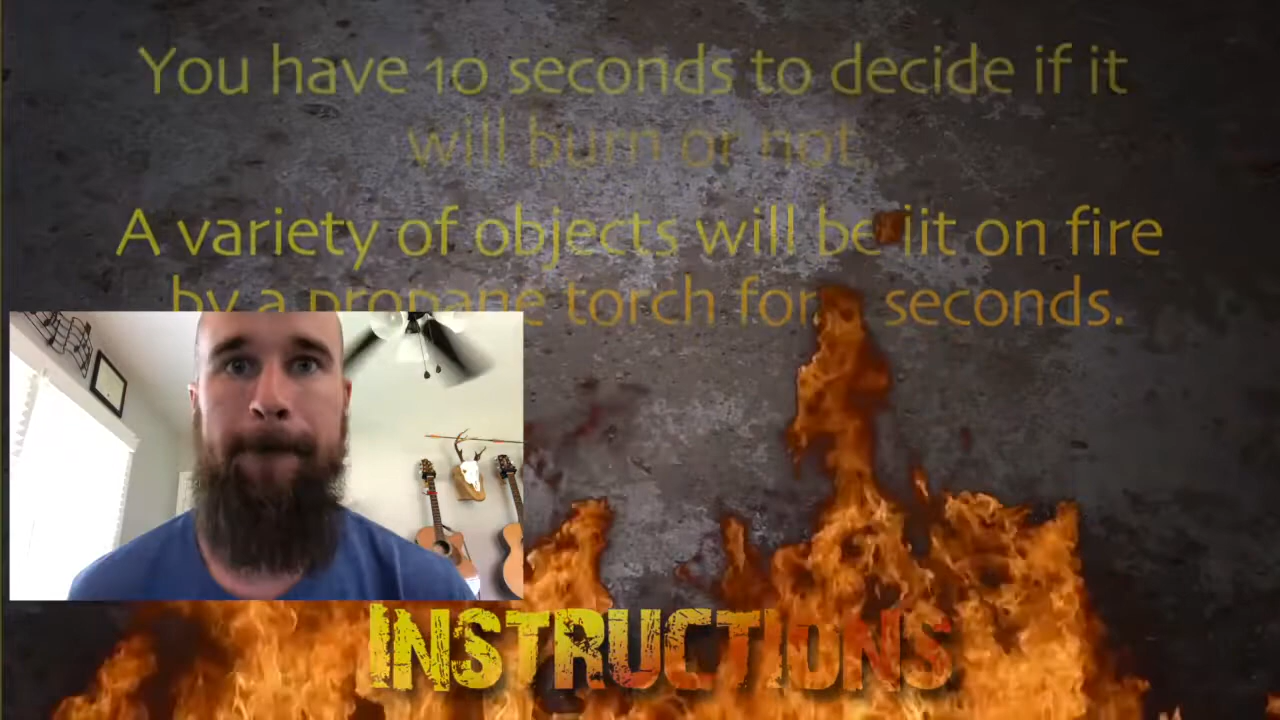 You have 10 seconds to decide if it
will burn or not.
A variety of objects will be lit on fire
by a propane torch for seconds.
INSTRUCTIONS